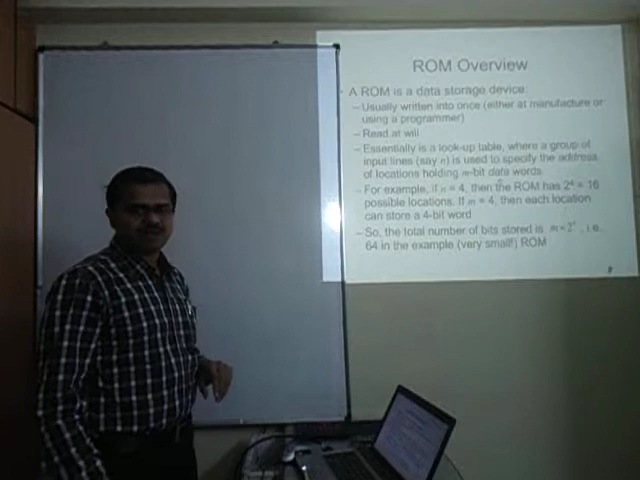 ROM Overview
A ROM is a data storage device:
– Usually written into once (either at manufacture or
using a programmer)
– Read at will
– Essentially is a look-up table, where a group of
input lines (say n) is used to specify the address
of locations holding m-bit data words
– For example, if n = 4, then the ROM has 2⁴ = 16
possible locations. If m = 4, then each location
can store a 4-bit word
– So, the total number of bits stored is m × 2ⁿ, i.e.
64 in the example (very small!) ROM